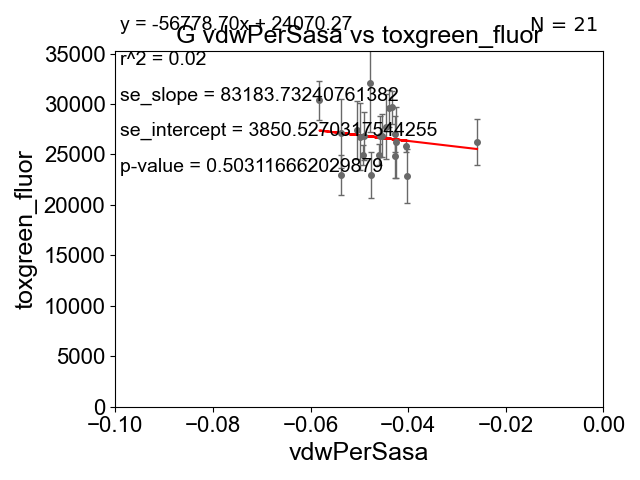 y = -56778.70x + 24070.27
N = 21
G vdwPerSasa vs toxgreen_fluor
r^2 = 0.02
se_slope = 83183.73240761382
se_intercept = 3850.5270317544255
p-value = 0.503116662029879
35000
30000
25000
20000
15000
10000
5000
0
toxgreen_fluor
−0.10 −0.08 −0.06 −0.04 −0.02 0.00
vdwPerSasa